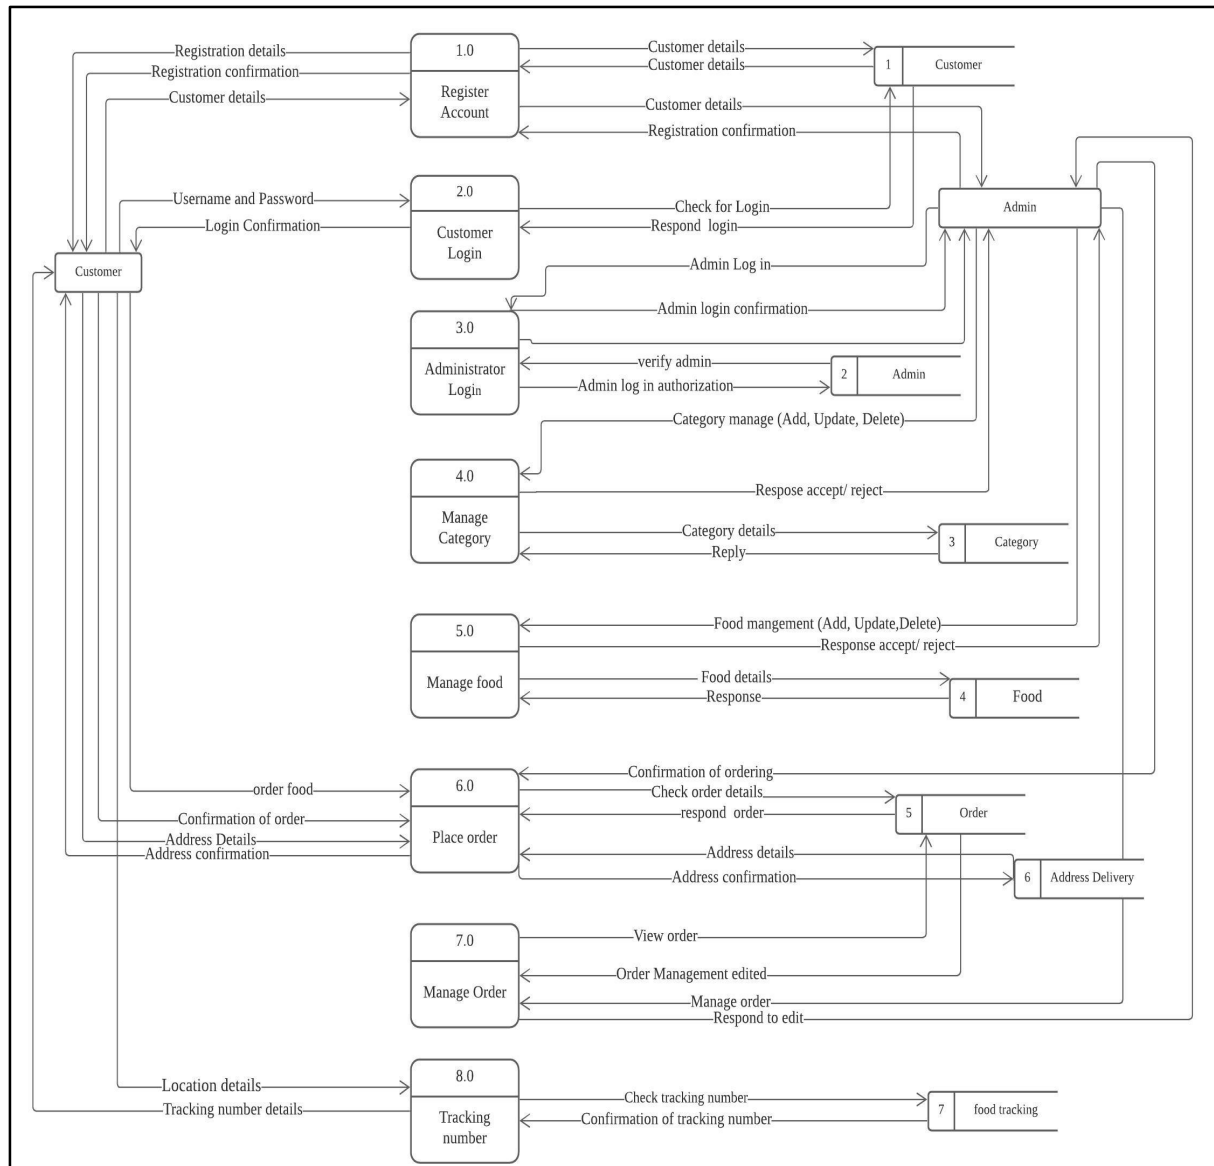 Registration details
Customer details
1.0
Registration confirmation
Customer details
1
Customer
Customer details
Register
Account
Customer details
Registration confirmation
Username and Password
2.0
Check for Login
Admin
Login Confirmation
Customer
Login
Respond login
Customer
Admin Log in
Admin login confirmation
3.0
Administrator
Login
verify admin
Admin log in authorization
2
Admin
Category manage (Add, Update, Delete)
4.0
Respose accept/ reject
Manage
Category
Category details
Reply
3
Category
5.0
Food mangement (Add, Update,Delete)
Response accept/ reject
Manage food
Food details
Response
4
Food
Confirmation of ordering
order food
6.0
Check order details
Confirmation of order
respond order
5
Order
Address Details
Place order
Address confirmation
Address details
Address confirmation
6
Address Delivery
7.0
View order
Manage Order
Order Management edited
Manage order
Respond to edit
8.0
Location details
Tracking number details
Tracking
number
Check tracking number
Confirmation of tracking number
7
food tracking